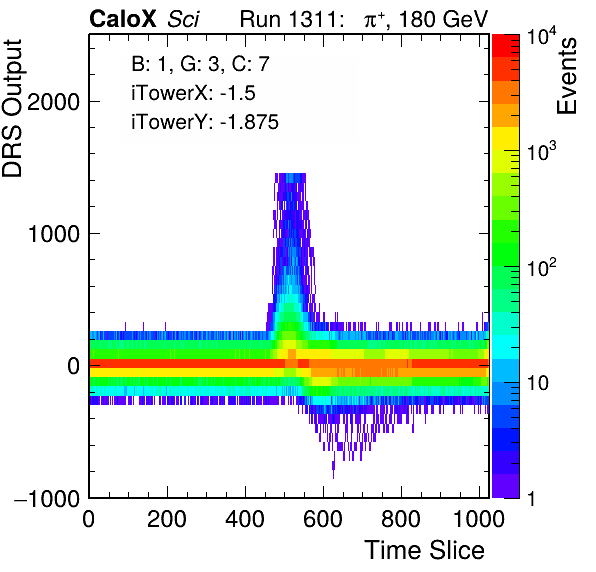 CaloX Sci Run 1311: π⁺, 180 GeV
B: 1, G: 3, C: 7
iTowerX: -1.5
iTowerY: -1.875
DRS Output
2000
1000
0
−1000
0 200 400 600 800 1000
Time Slice
Events
10⁴
10³
10²
10
1